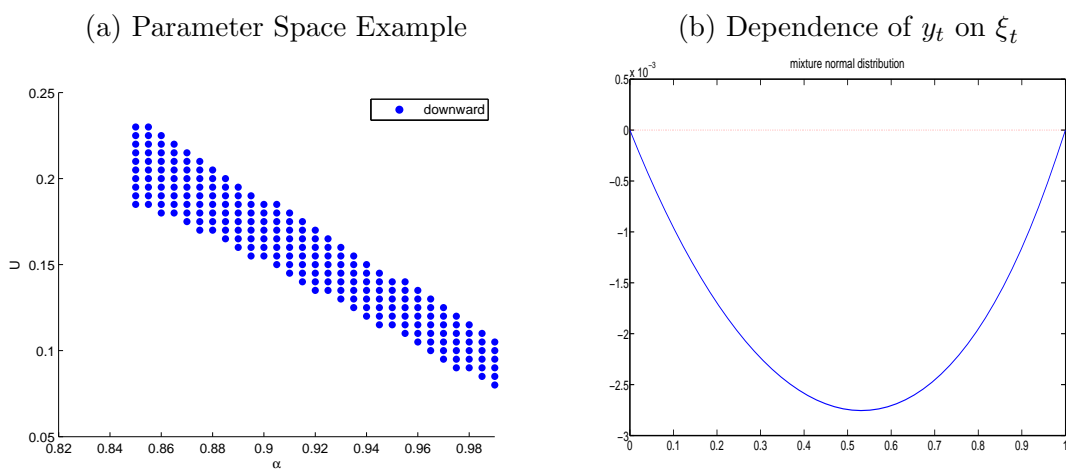 (a) Parameter Space Example
0.25
0.2
0.15
0.1
0.05
U
0.82 0.84 0.86 0.88 0.9 0.92 0.94 0.96 0.98
α
downward
(b) Dependence of y_t on ξ_t
mixture normal distribution
x 10^−3
0.5
0
−0.5
−1
−1.5
−2
−2.5
−3
0 0.1 0.2 0.3 0.4 0.5 0.6 0.7 0.8 0.9 1